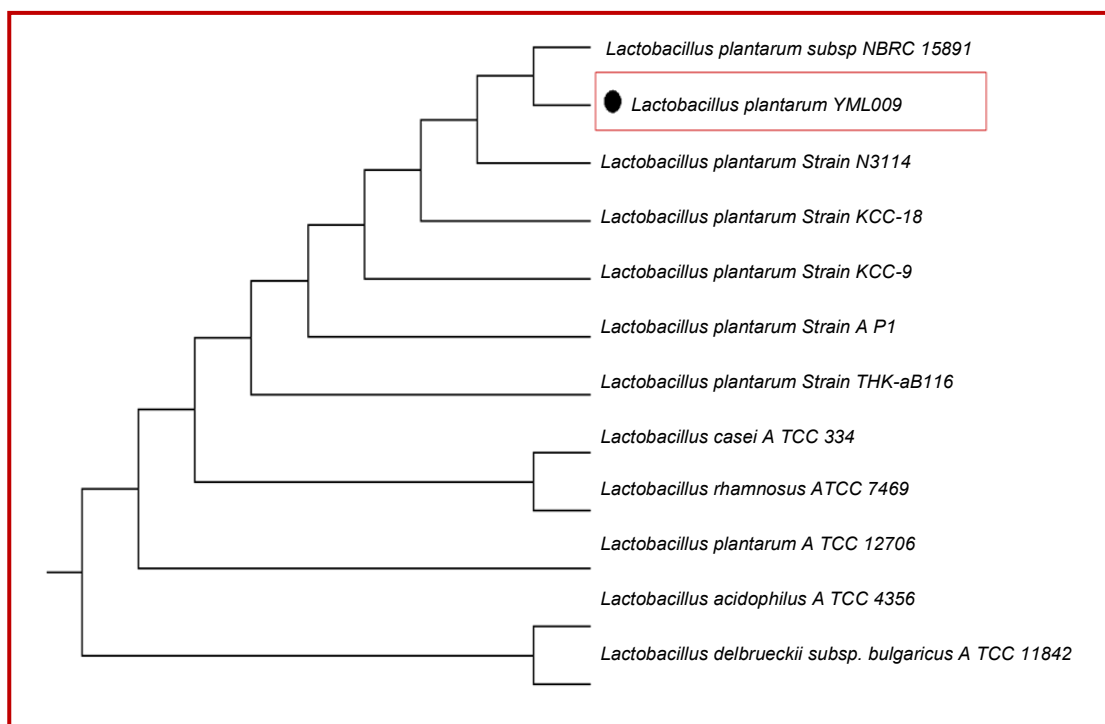 Lactobacillus plantarum subsp NBRC 15891
Lactobacillus plantarum YML009
Lactobacillus plantarum Strain N3114
Lactobacillus plantarum Strain KCC-18
Lactobacillus plantarum Strain KCC-9
Lactobacillus plantarum Strain A P1
Lactobacillus plantarum Strain THK-aB116
Lactobacillus casei A TCC 334
Lactobacillus rhamnosus ATCC 7469
Lactobacillus plantarum A TCC 12706
Lactobacillus acidophilus A TCC 4356
Lactobacillus delbrueckii subsp. bulgaricus A TCC 11842